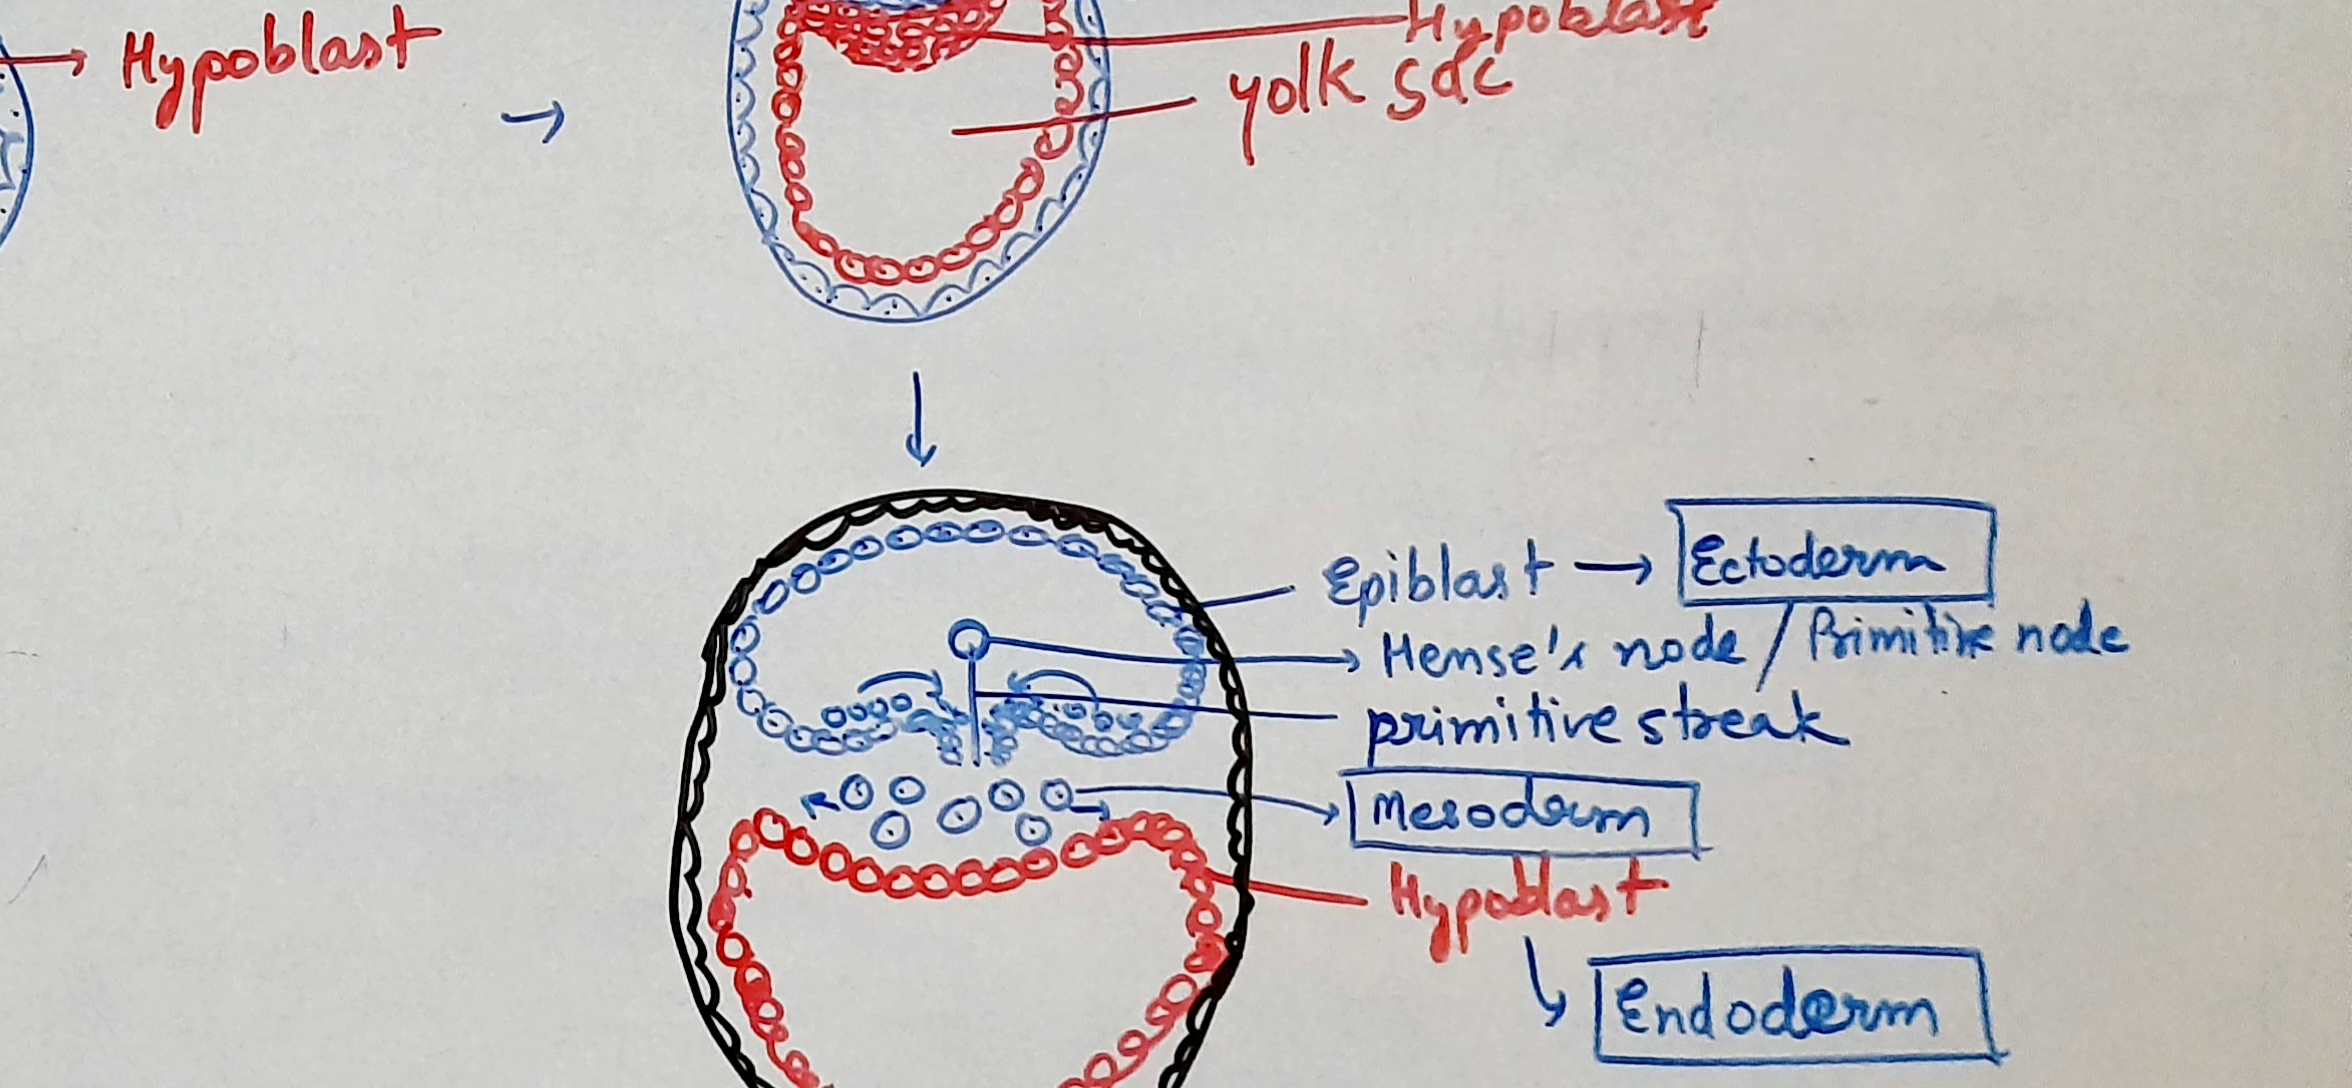 Hypoblast
Hypoblast
yolk sac
Epiblast → Ectoderm
Hense's node / Primitive node
primitive streak
Mesoderm
Hypoblast
Endoderm